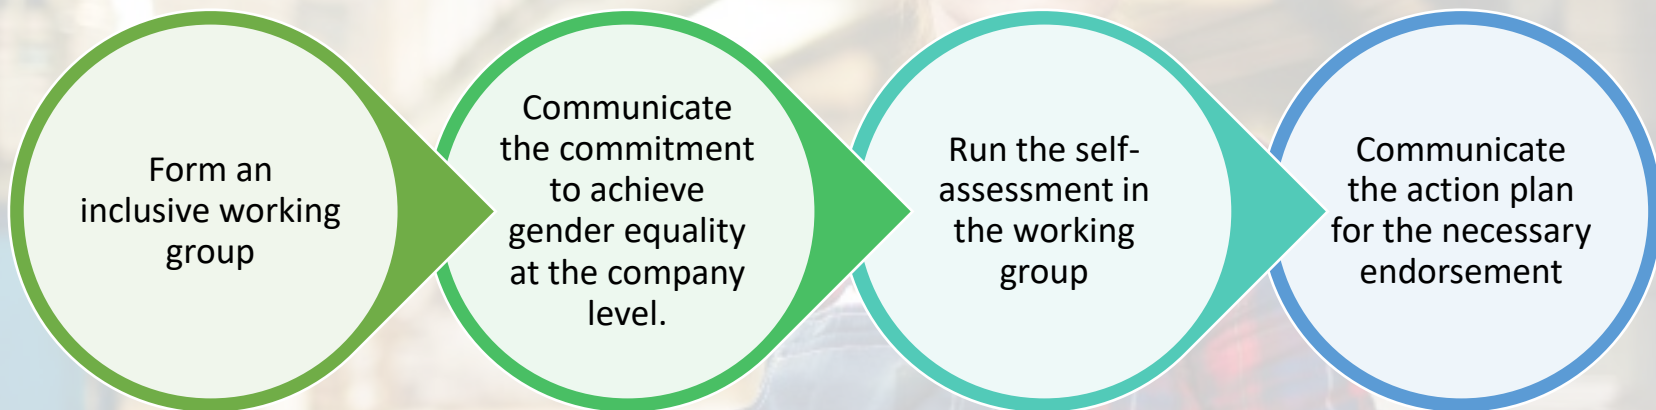 Form an
inclusive working
group
Communicate
the commitment
to achieve
gender equality
at the company
level.
Run the self-
assessment in
the working
group
Communicate
the action plan
for the necessary
endorsement